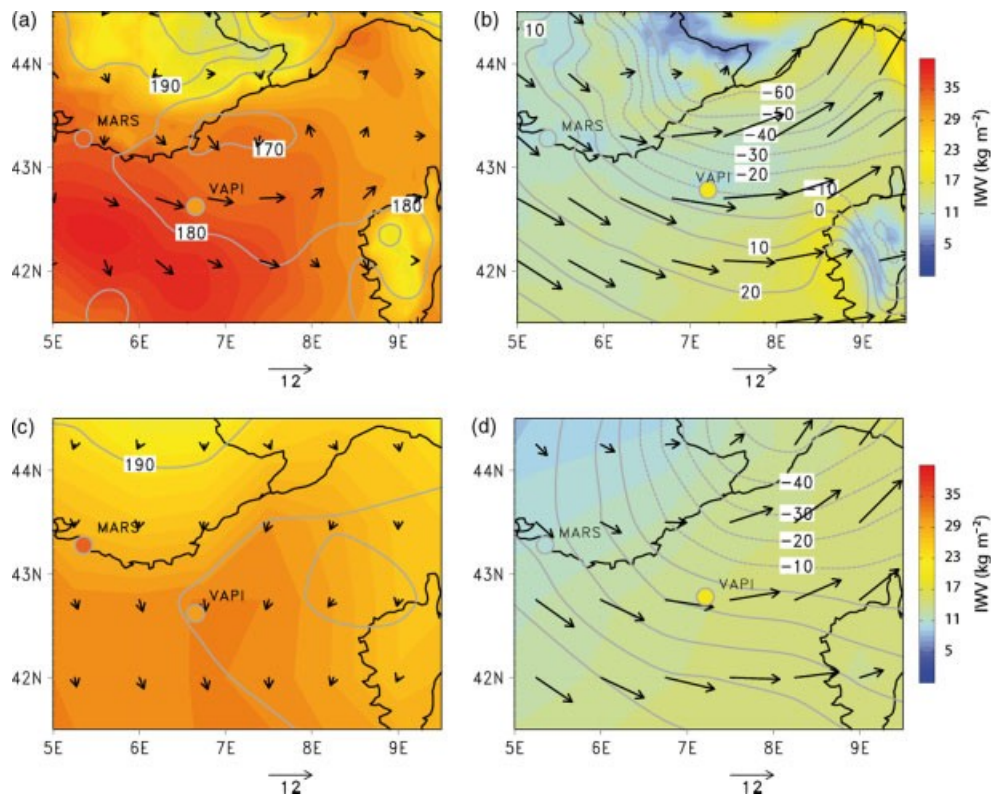 (a)
44N
43N
42N
5E 6E 7E 8E 9E
190
MARS
170
VAPI
180
180
12
(b)
44N
43N
42N
5E 6E 7E 8E 9E
10
-60
-50
MARS
-40
-30
-20
VAPI
-10
0
10
20
12
35
29
23
17
11
5
IWV (kg m⁻²)
(c)
44N
43N
42N
5E 6E 7E 8E 9E
190
MARS
VAPI
12
(d)
44N
43N
42N
5E 6E 7E 8E 9E
-40
MARS
-30
-20
-10
VAPI
12
35
29
23
17
11
5
IWV (kg m⁻²)